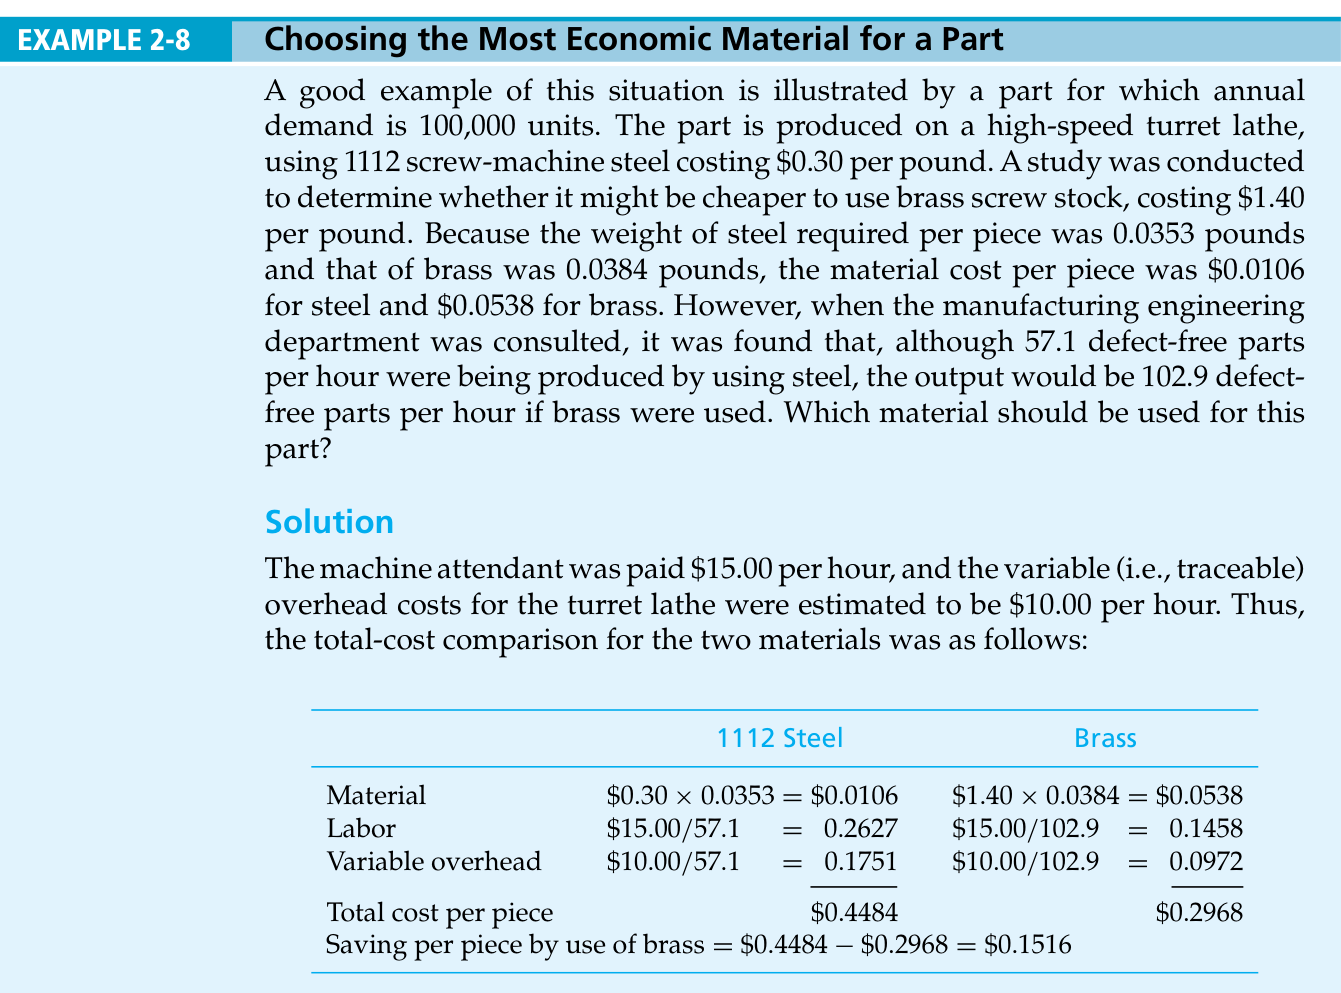 EXAMPLE 2-8 Choosing the Most Economic Material for a Part
A good example of this situation is illustrated by a part for which annual
demand is 100,000 units. The part is produced on a high-speed turret lathe,
using 1112 screw-machine steel costing $0.30 per pound. A study was conducted
to determine whether it might be cheaper to use brass screw stock, costing $1.40
per pound. Because the weight of steel required per piece was 0.0353 pounds
and that of brass was 0.0384 pounds, the material cost per piece was $0.0106
for steel and $0.0538 for brass. However, when the manufacturing engineering
department was consulted, it was found that, although 57.1 defect-free parts
per hour were being produced by using steel, the output would be 102.9 defect-
free parts per hour if brass were used. Which material should be used for this
part?
Solution
The machine attendant was paid $15.00 per hour, and the variable (i.e., traceable)
overhead costs for the turret lathe were estimated to be $10.00 per hour. Thus,
the total-cost comparison for the two materials was as follows:
1112 Steel Brass
Material $0.30 × 0.0353 = $0.0106 $1.40 × 0.0384 = $0.0538
Labor $15.00/57.1 = 0.2627 $15.00/102.9 = 0.1458
Variable overhead $10.00/57.1 = 0.1751 $10.00/102.9 = 0.0972
Total cost per piece $0.4484 $0.2968
Saving per piece by use of brass = $0.4484 − $0.2968 = $0.1516